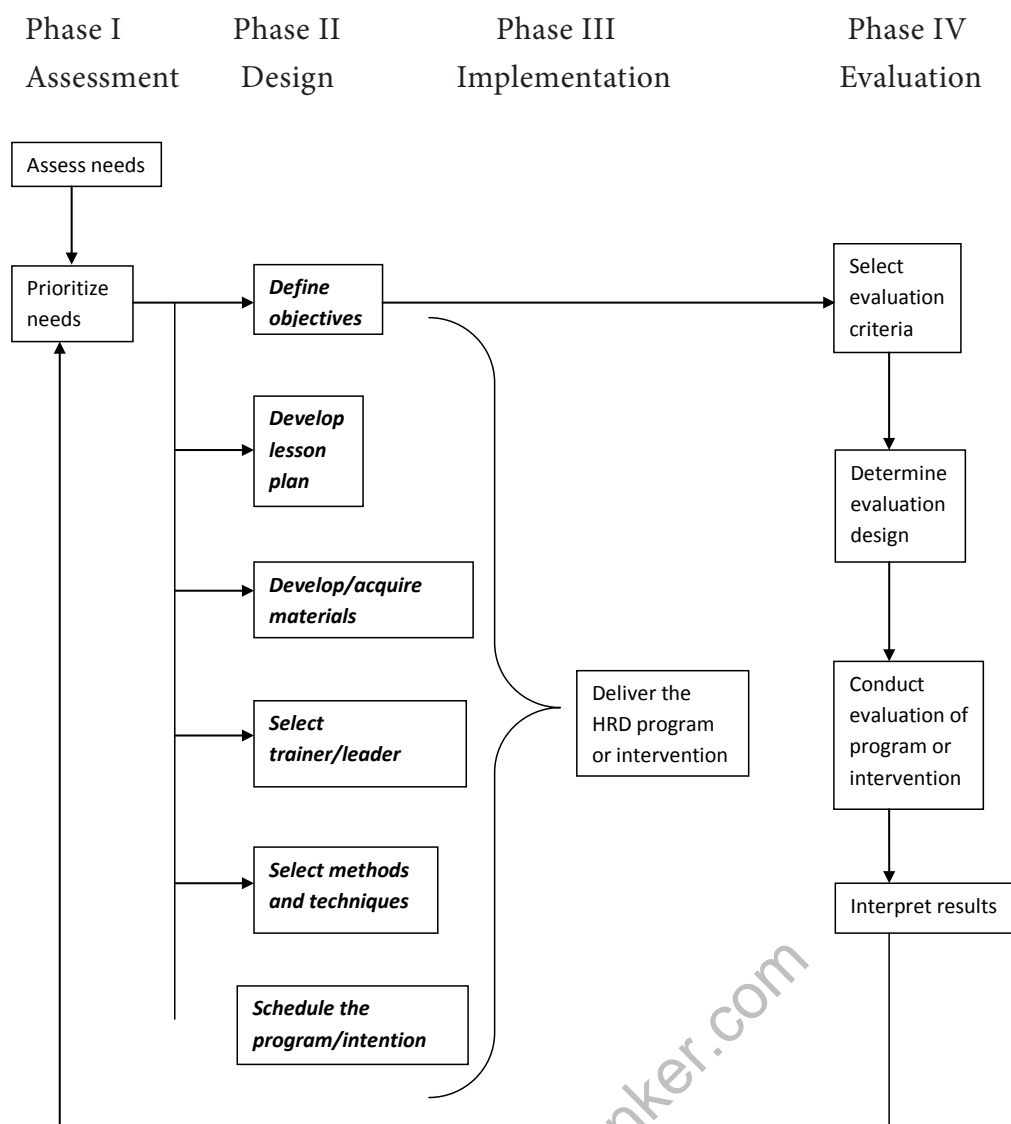 Phase I Phase II Phase III Phase IV
Assessment Design Implementation Evaluation
Assess needs
Prioritize
needs
Define
objectives
Develop
lesson
plan
Develop/acquire
materials
Select
trainer/leader
Select methods
and techniques
Schedule the
program/intention
Deliver the
HRD program
or intervention
Select
evaluation
criteria
Determine
evaluation
design
Conduct
evaluation of
program or
intervention
Interpret results